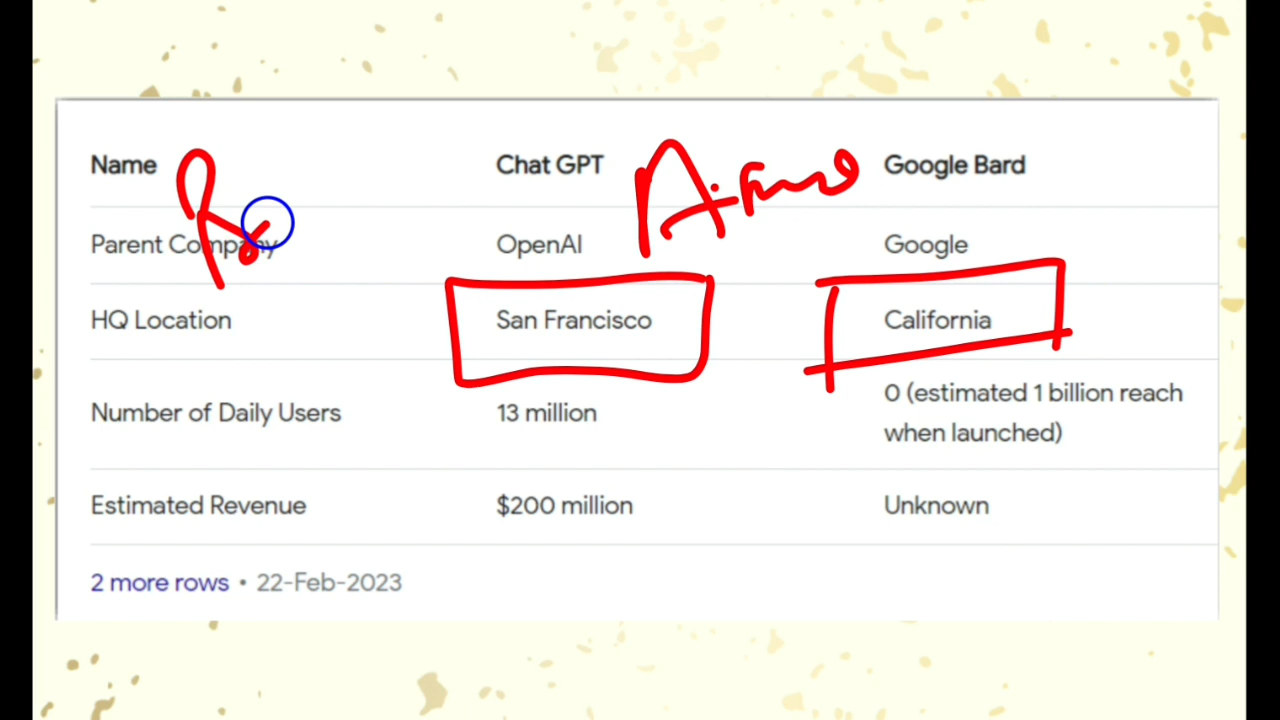 Name Chat GPT Google Bard
Parent Company OpenAI Google
HQ Location San Francisco California
Number of Daily Users 13 million 0 (estimated 1 billion reach
when launched)
Estimated Revenue $200 million Unknown
2 more rows • 22-Feb-2023